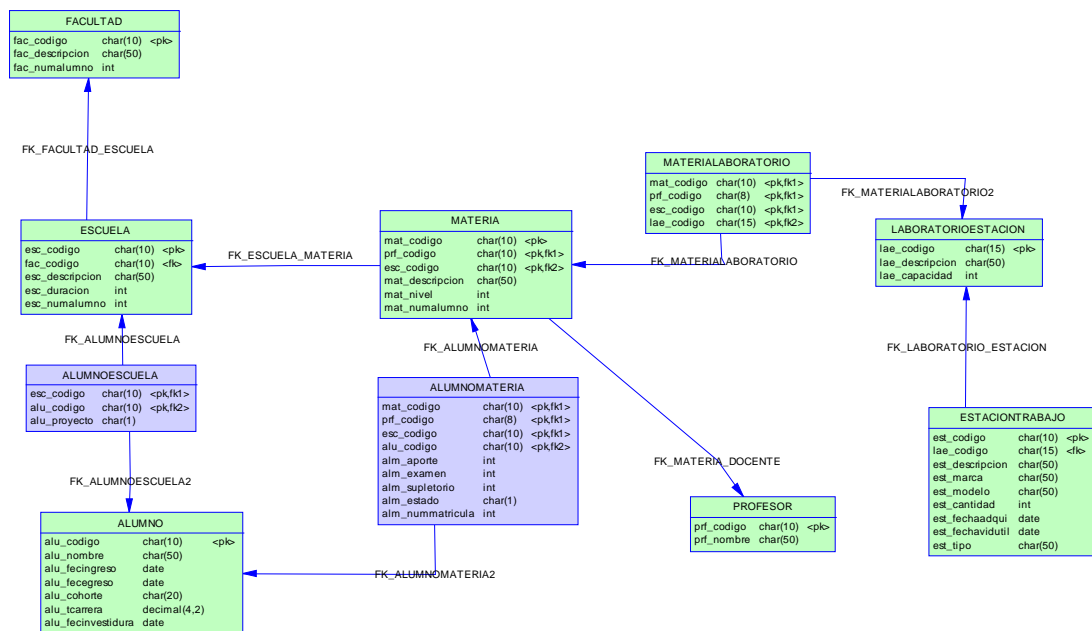 FACULTAD
fac_codigo char(10) <pk>
fac_descripcion char(50)
fac_numalumno int
FK_FACULTAD_ESCUELA
ESCUELA
esc_codigo char(10) <pk>
fac_codigo char(10) <fk>
esc_descripcion char(50)
esc_duracion int
esc_numalumno int
FK_ESCUELA_MATERIA
MATERIA
mat_codigo char(10) <pk>
prf_codigo char(10) <pk,fk1>
esc_codigo char(10) <pk,fk2>
mat_descripcion char(50)
mat_nivel int
mat_numalumno int
MATERIALABORATORIO
mat_codigo char(10) <pk,fk1>
prf_codigo char(8) <pk,fk1>
esc_codigo char(10) <pk,fk1>
lae_codigo char(15) <pk,fk2>
FK_MATERIALABORATORIO2
FK_MATERIALABORATORIO
LABORATORIOESTACION
lae_codigo char(15) <pk>
lae_descripcion char(50)
lae_capacidad int
FK_ALUMNOESCUELA
FK_ALUMNOMATERIA
FK_LABORATORIO_ESTACION
ALUMNOESCUELA
esc_codigo char(10) <pk,fk1>
alu_codigo char(10) <pk,fk2>
alu_proyecto char(1)
ALUMNOMATERIA
mat_codigo char(10) <pk,fk1>
prf_codigo char(8) <pk,fk1>
esc_codigo char(10) <pk,fk1>
alu_codigo char(10) <pk,fk2>
alm_aporte int
alm_examen int
alm_supletorio int
alm_estado char(1)
alm_nummatricula int
FK_MATERIA_DOCENTE
ESTACIONTRABAJO
est_codigo char(10) <pk>
lae_codigo char(15) <fk>
est_descripcion char(50)
est_marca char(50)
est_modelo char(50)
est_cantidad int
est_fechaadqui date
est_fechavidutil date
est_tipo char(50)
FK_ALUMNOESCUELA2
PROFESOR
prf_codigo char(10) <pk>
prf_nombre char(50)
ALUMNO
alu_codigo char(10) <pk>
alu_nombre char(50)
alu_fecingreso date
alu_fecegreso date
alu_cohorte char(20)
alu_tcarrera decimal(4,2)
alu_fecinvestidura date
FK_ALUMNOMATERIA2